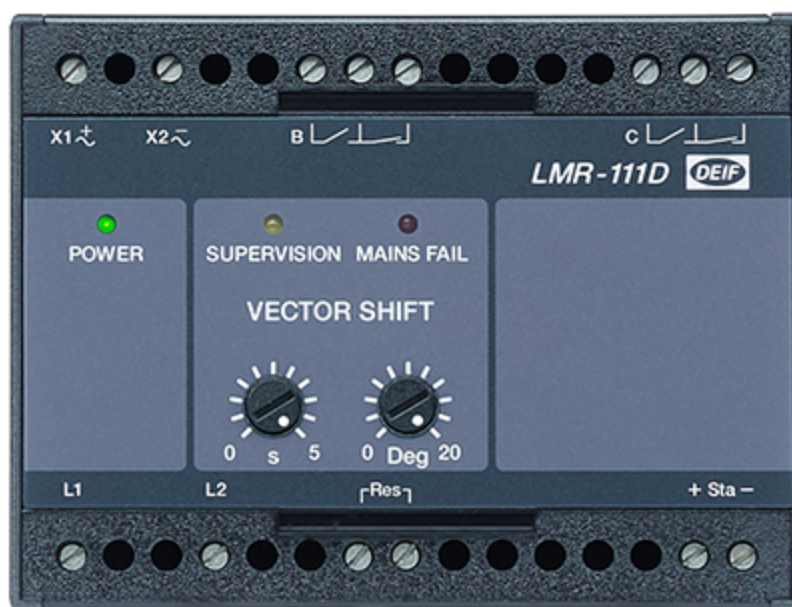 X1 X2 B C
LMR-111D DEIF
POWER SUPERVISION MAINS FAIL
VECTOR SHIFT
0 s 5 0 Deg 20
L1 L2 Res + Sta −